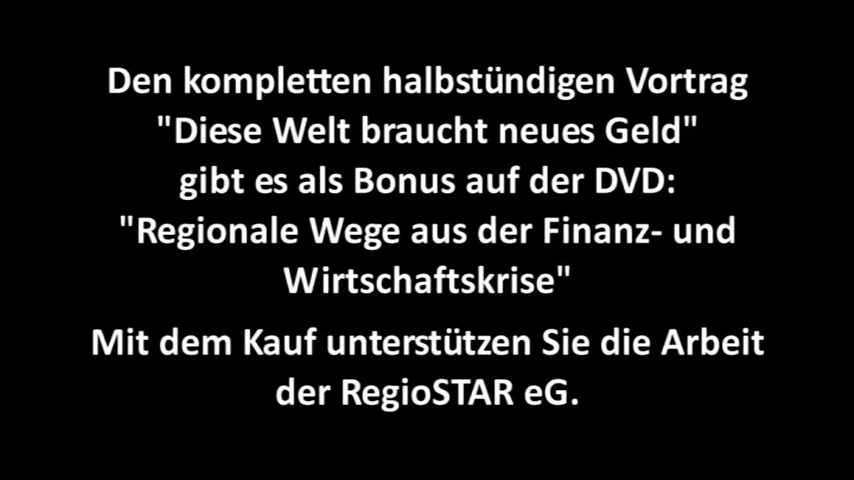 Den kompletten halbstündigen Vortrag
"Diese Welt braucht neues Geld"
gibt es als Bonus auf der DVD:
"Regionale Wege aus der Finanz- und
Wirtschaftskrise"
Mit dem Kauf unterstützen Sie die Arbeit
der RegioSTAR eG.